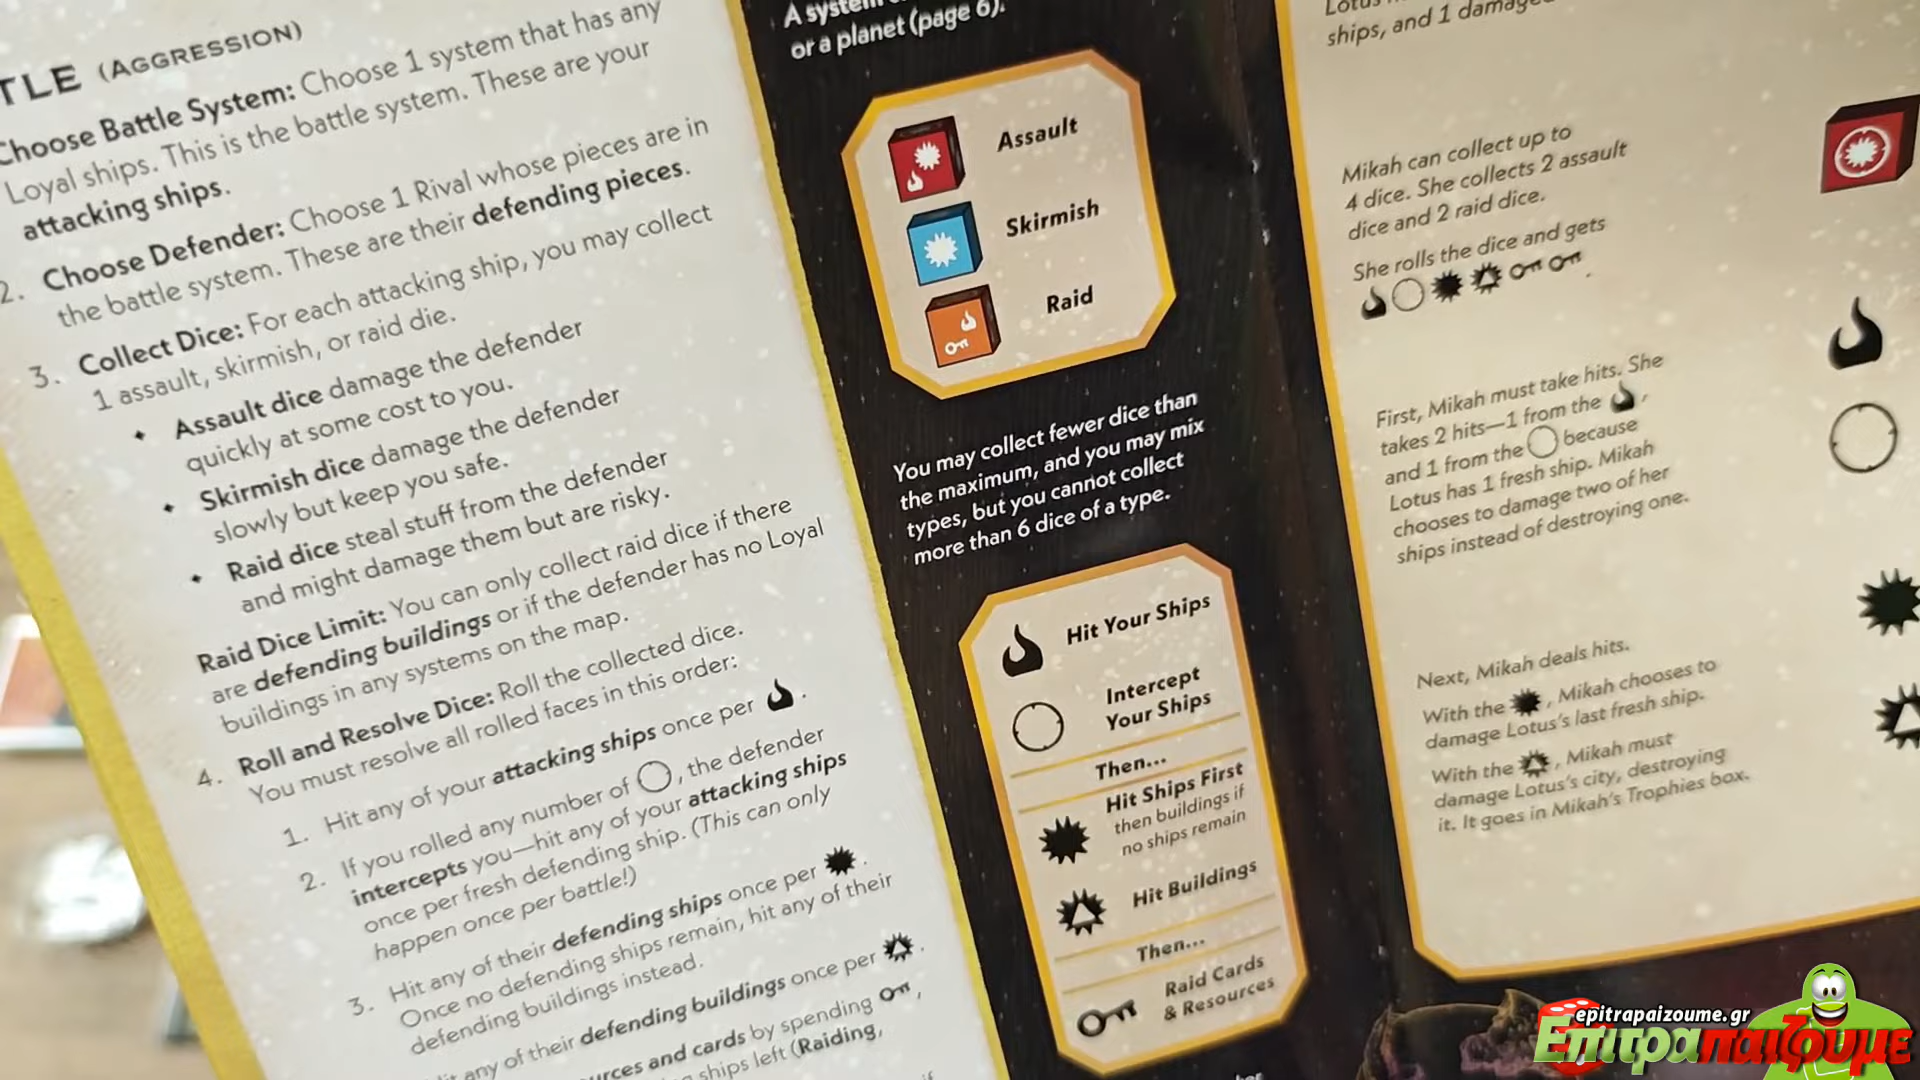 TLE (AGGRESSION)
Choose Battle System: Choose 1 system that has any
Loyal ships. This is the battle system. These are your
attacking ships.
2. Choose Defender: Choose 1 Rival whose pieces are in
the battle system. These are their defending pieces.
3. Collect Dice: For each attacking ship, you may collect
1 assault, skirmish, or raid die.
Assault dice damage the defender
quickly at some cost to you.
Skirmish dice damage the defender
slowly but keep you safe.
Raid dice steal stuff from the defender
and might damage them but are risky.
Raid Dice Limit: You can only collect raid dice if there
are defending buildings or if the defender has no Loyal
buildings in any systems on the map.
4. Roll and Resolve Dice: Roll the collected dice.
You must resolve all rolled faces in this order:
1. Hit any of your attacking ships once per .
2. If you rolled any number of , the defender
intercepts you—hit any of your attacking ships
once per fresh defending ship. (This can only
happen once per battle!)
3. Hit any of their defending ships once per .
Once no defending ships remain, hit any of their
defending buildings instead.
any of their defending buildings once per .
and cards by spending ,
ships left (Raiding,
A system
or a planet (page 6).
Assault
Skirmish
Raid
You may collect fewer dice than
the maximum, and you may mix
types, but you cannot collect
more than 6 dice of a type.
Hit Your Ships
Intercept
Your Ships
Then...
Hit Ships First
then buildings if
no ships remain
Hit Buildings
Then...
Raid Cards
& Resources
Lotus
ships, and 1 damaged
Mikah can collect up to
4 dice. She collects 2 assault
dice and 2 raid dice.
She rolls the dice and gets
.
First, Mikah must take hits. She
takes 2 hits—1 from the ,
and 1 from the because
Lotus has 1 fresh ship. Mikah
chooses to damage two of her
ships instead of destroying one.
Next, Mikah deals hits.
With the , Mikah chooses to
damage Lotus's last fresh ship.
With the , Mikah must
damage Lotus's city, destroying
it. It goes in Mikah's Trophies box.
epitrapaizoume.gr
Επιτραπαίζουμε